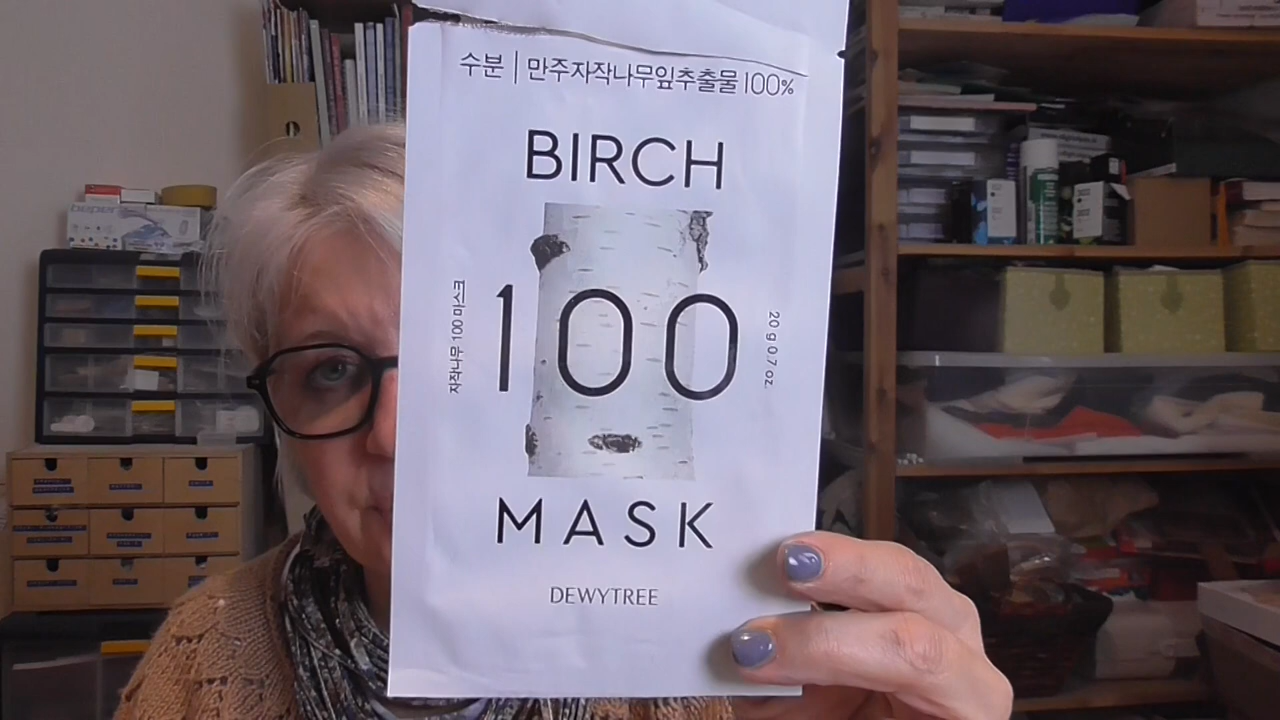 수분 | 만주자작나무잎추출물 100%
BIRCH
100
자작나무 100 마스크
20 g 0.7 oz.
MASK
DEWYTREE